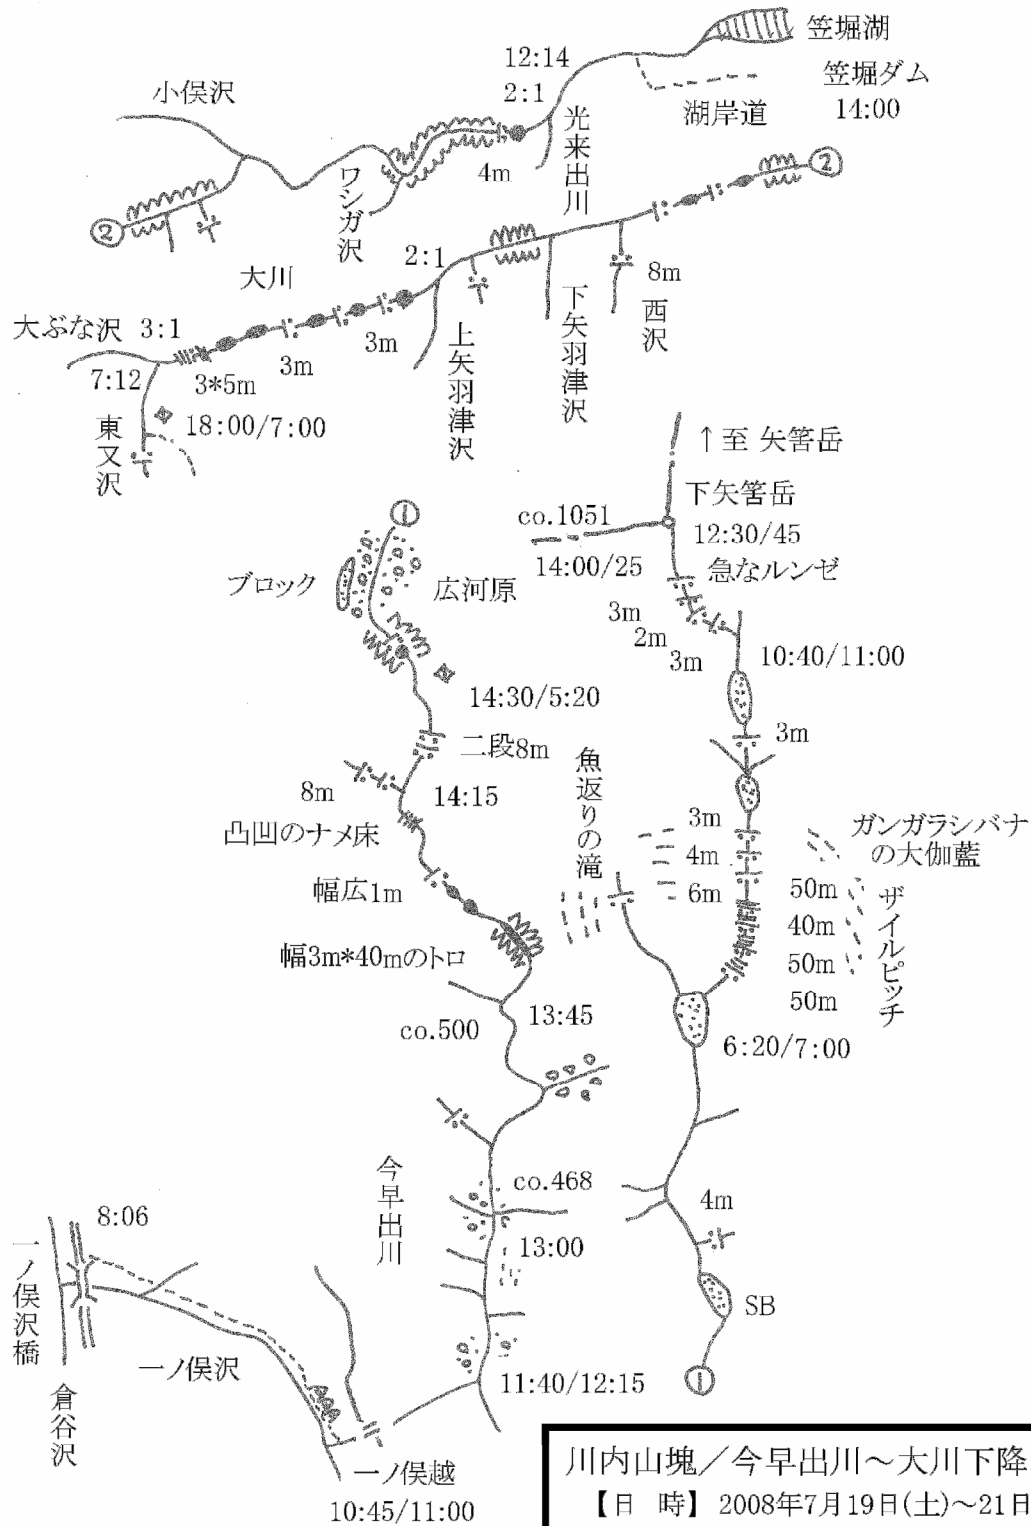 笠堀湖
12:14
笠堀ダム
14:00
小俣沢
2:1
湖岸道
光来出川
4m
ワシガ沢
②
②
大川
2:1
8m
西沢
下矢羽津沢
上矢羽津沢
大ぶな沢
3:1
3m
3m
3*5m
7:12
18:00/7:00
東又沢
↑至 矢筈岳
下矢筈岳
co.1051
12:30/45
14:00/25
急なルンゼ
3m
2m
3m
10:40/11:00
3m
①
ブロック
広河原
14:30/5:20
二段8m
8m
14:15
凸凹のナメ床
幅広1m
幅3m*40mのトロ
魚返りの滝
3m
4m
6m
ガンガラシバナ
の大伽藍
50m
40m
50m
50m
ザイルピッチ
6:20/7:00
co.500
13:45
今早出川
co.468
13:00
4m
SB
①
8:06
一ノ俣沢橋
倉谷沢
一ノ俣沢
11:40/12:15
一ノ俣越
10:45/11:00
川内山塊／今早出川～大川下降
【日　時】 2008年7月19日(土)～21日